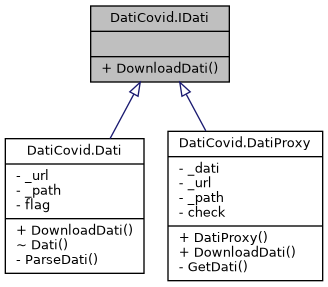 DatiCovid.IDati
+ DownloadDati()
DatiCovid.Dati
- _url
- _path
- flag
+ DownloadDati()
~ Dati()
- ParseDati()
DatiCovid.DatiProxy
- _dati
- _url
- _path
- check
+ DatiProxy()
+ DownloadDati()
- GetDati()